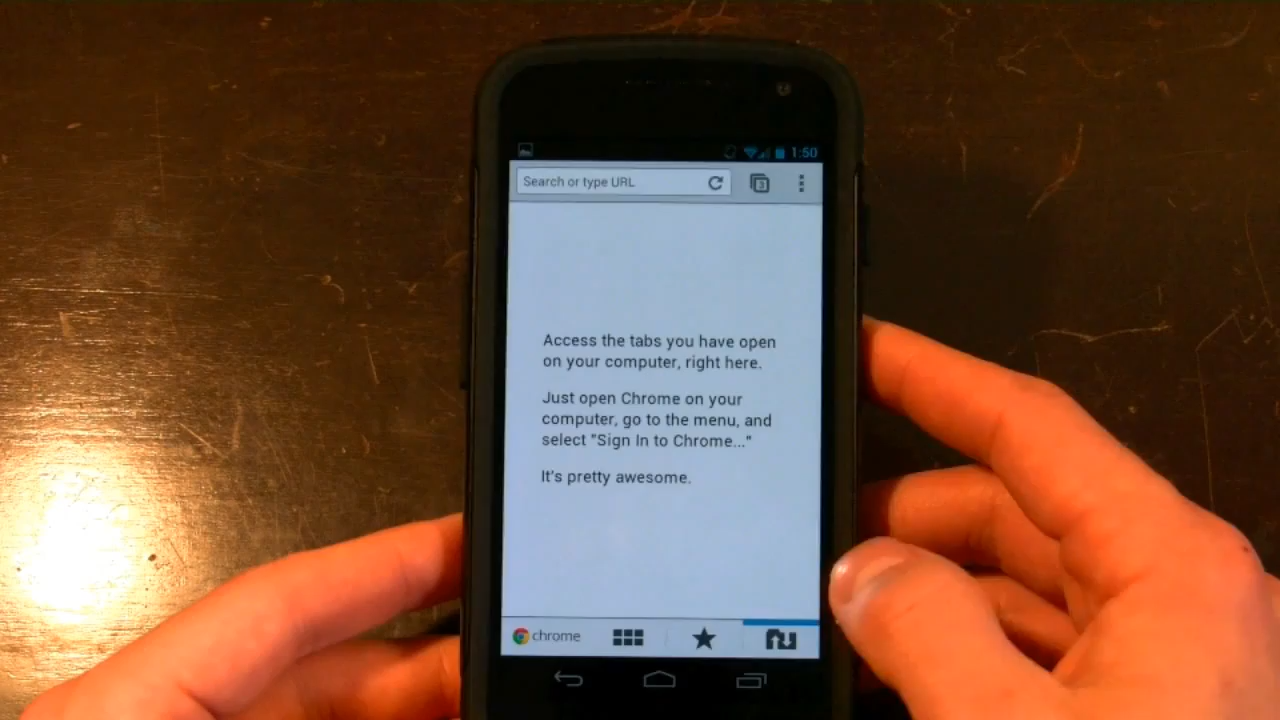 1:50
Search or type URL
3
Access the tabs you have open
on your computer, right here.
Just open Chrome on your
computer, go to the menu, and
select "Sign In to Chrome..."
It's pretty awesome.
chrome